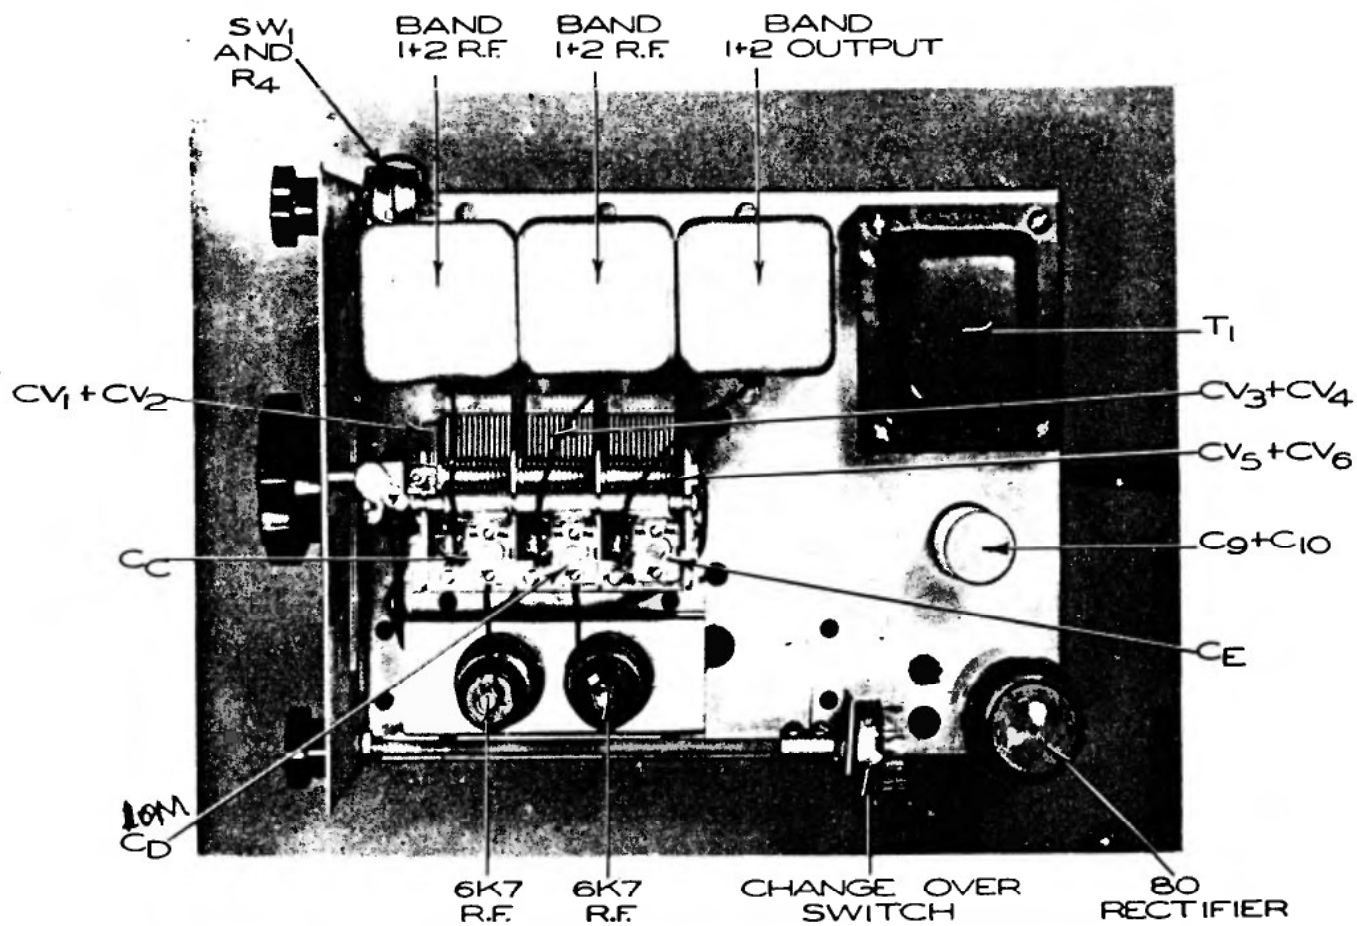 SW1
AND
R4
BAND
1+2 R.F.
BAND
1+2 R.F.
BAND
1+2 OUTPUT
T1
CV1 + CV2
CV3+CV4
CV5+CV6
CC
C9+C10
CE
10M
CD
6K7
R.F.
6K7
R.F.
CHANGE OVER
SWITCH
80
RECTIFIER